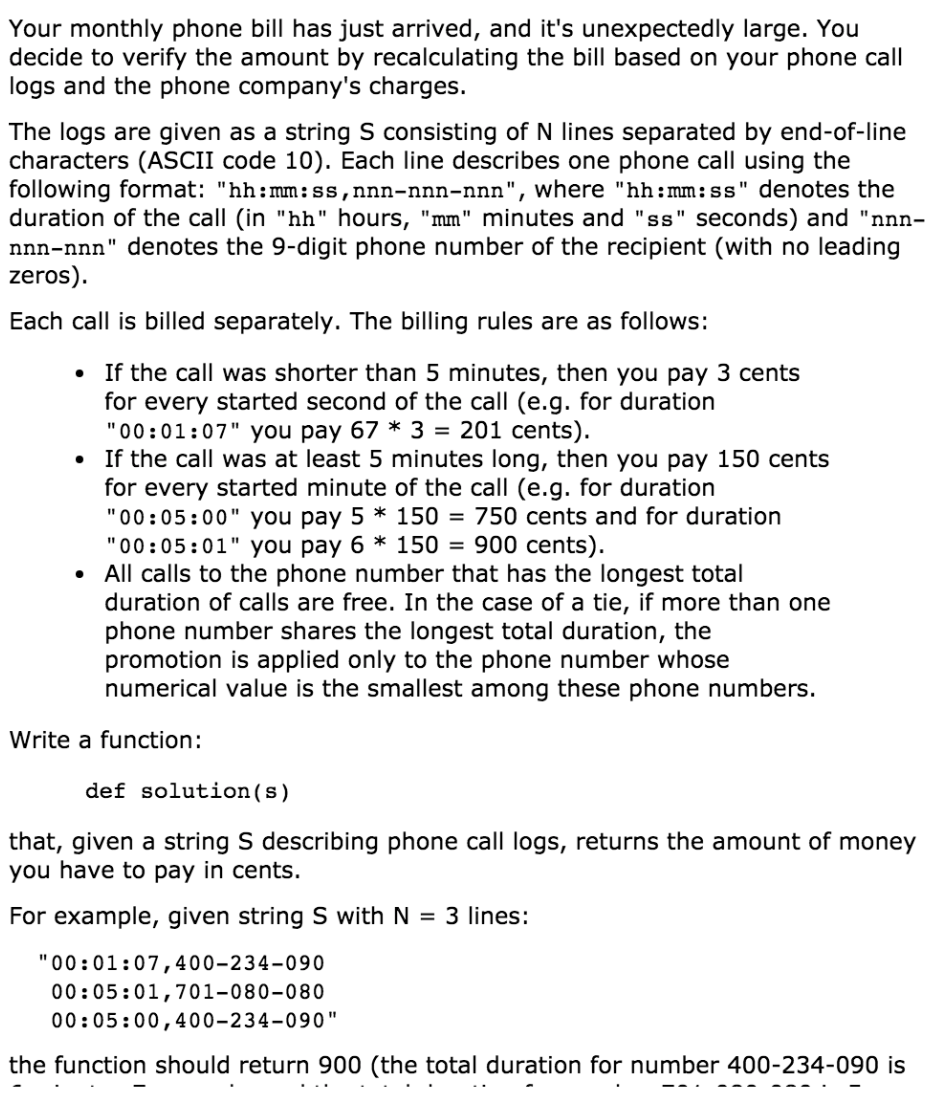 Your monthly phone bill has just arrived, and it's unexpectedly large. You
decide to verify the amount by recalculating the bill based on your phone call
logs and the phone company's charges.
The logs are given as a string S consisting of N lines separated by end-of-line
characters (ASCII code 10). Each line describes one phone call using the
following format: "hh:mm:ss,nnn-nnn-nnn", where "hh:mm:ss" denotes the
duration of the call (in "hh" hours, "mm" minutes and "ss" seconds) and "nnn-
nnn-nnn" denotes the 9-digit phone number of the recipient (with no leading
zeros).
Each call is billed separately. The billing rules are as follows:
• If the call was shorter than 5 minutes, then you pay 3 cents
for every started second of the call (e.g. for duration
"00:01:07" you pay 67 * 3 = 201 cents).
• If the call was at least 5 minutes long, then you pay 150 cents
for every started minute of the call (e.g. for duration
"00:05:00" you pay 5 * 150 = 750 cents and for duration
"00:05:01" you pay 6 * 150 = 900 cents).
• All calls to the phone number that has the longest total
duration of calls are free. In the case of a tie, if more than one
phone number shares the longest total duration, the
promotion is applied only to the phone number whose
numerical value is the smallest among these phone numbers.
Write a function:
def solution(s)
that, given a string S describing phone call logs, returns the amount of money
you have to pay in cents.
For example, given string S with N = 3 lines:
"00:01:07,400-234-090
00:05:01,701-080-080
00:05:00,400-234-090"
the function should return 900 (the total duration for number 400-234-090 is